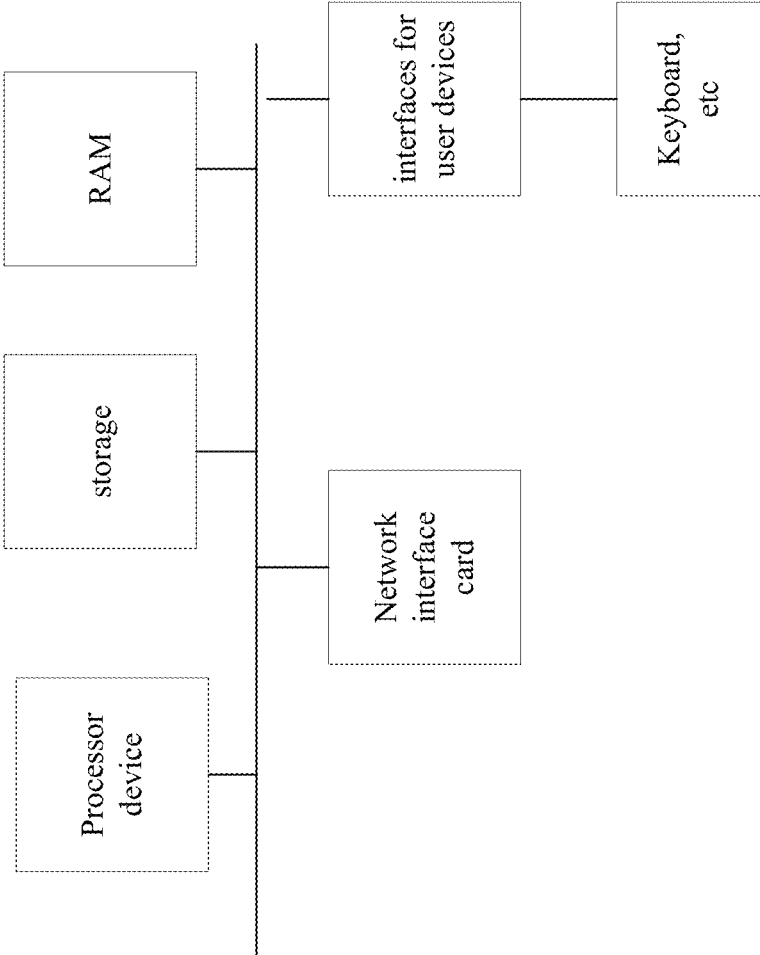 Processor
device
storage
RAM
Network
interface
card
interfaces for
user devices
Keyboard,
etc